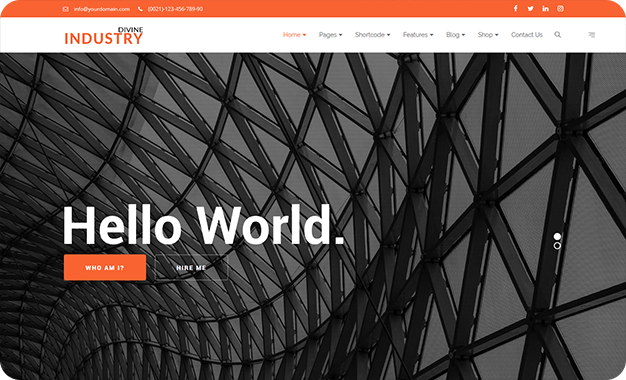 info@yourdomain.com (0021)-123-456-789-90
DIVINE
INDUSTRY
Home Pages Shortcode Features Blog Shop Contact Us
Hello World.
WHO AM I? HIRE ME